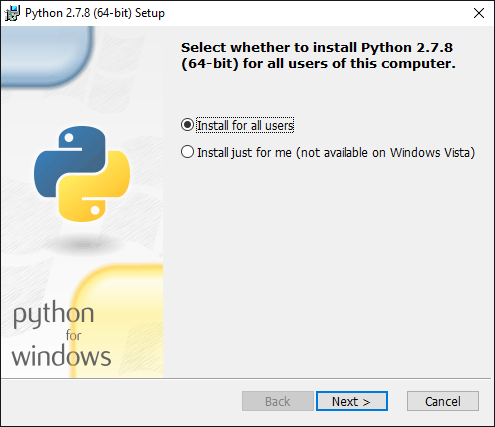 Python 2.7.8 (64-bit) Setup
Select whether to install Python 2.7.8
(64-bit) for all users of this computer.
Install for all users
Install just for me (not available on Windows Vista)
python
for
windows
Back
Next >
Cancel